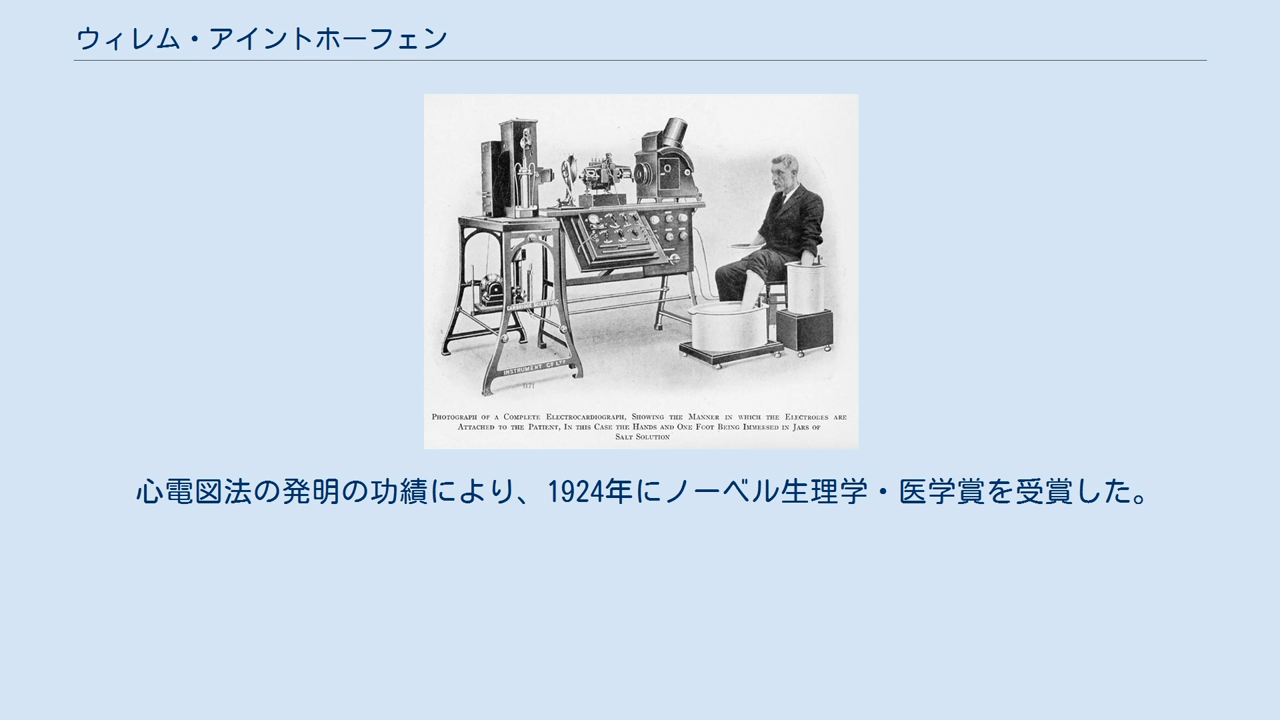 ウィレム・アイントホーフェン
INSTRUMENT CO LTD
PHOTOGRAPH OF A COMPLETE ELECTROCARDIOGRAPH, SHOWING THE MANNER IN WHICH THE ELECTRODES ARE
ATTACHED TO THE PATIENT, IN THIS CASE THE HANDS AND ONE FOOT BEING IMMERSED IN JARS OF
SALT SOLUTION
心電図法の発明の功績により、1924年にノーベル生理学・医学賞を受賞した。